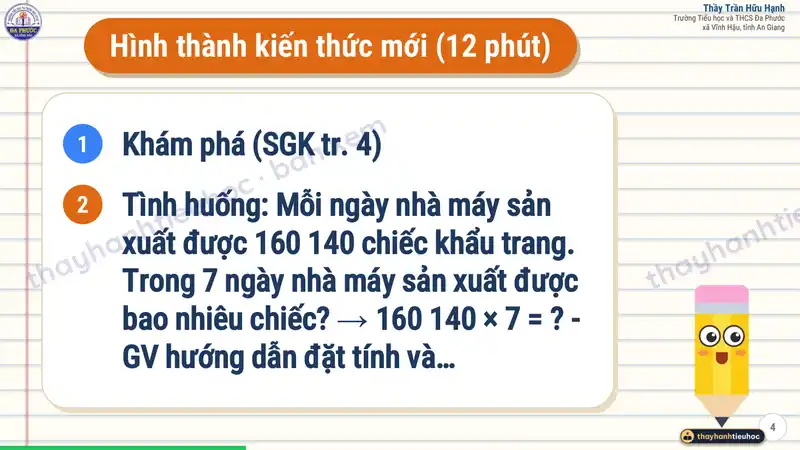 Thầy Trần Hữu Hạnh
Trường Tiểu học và THCS Đa Phước
xã Vĩnh Hậu, tỉnh An Giang
ĐA PHƯỚC
Hình thành kiến thức mới (12 phút)
1 Khám phá (SGK tr. 4)
2 Tình huống: Mỗi ngày nhà máy sản
xuất được 160 140 chiếc khẩu trang.
Trong 7 ngày nhà máy sản xuất được
bao nhiêu chiếc? → 160 140 × 7 = ? -
GV hướng dẫn đặt tính và...
thayhanhtieuhoc
4